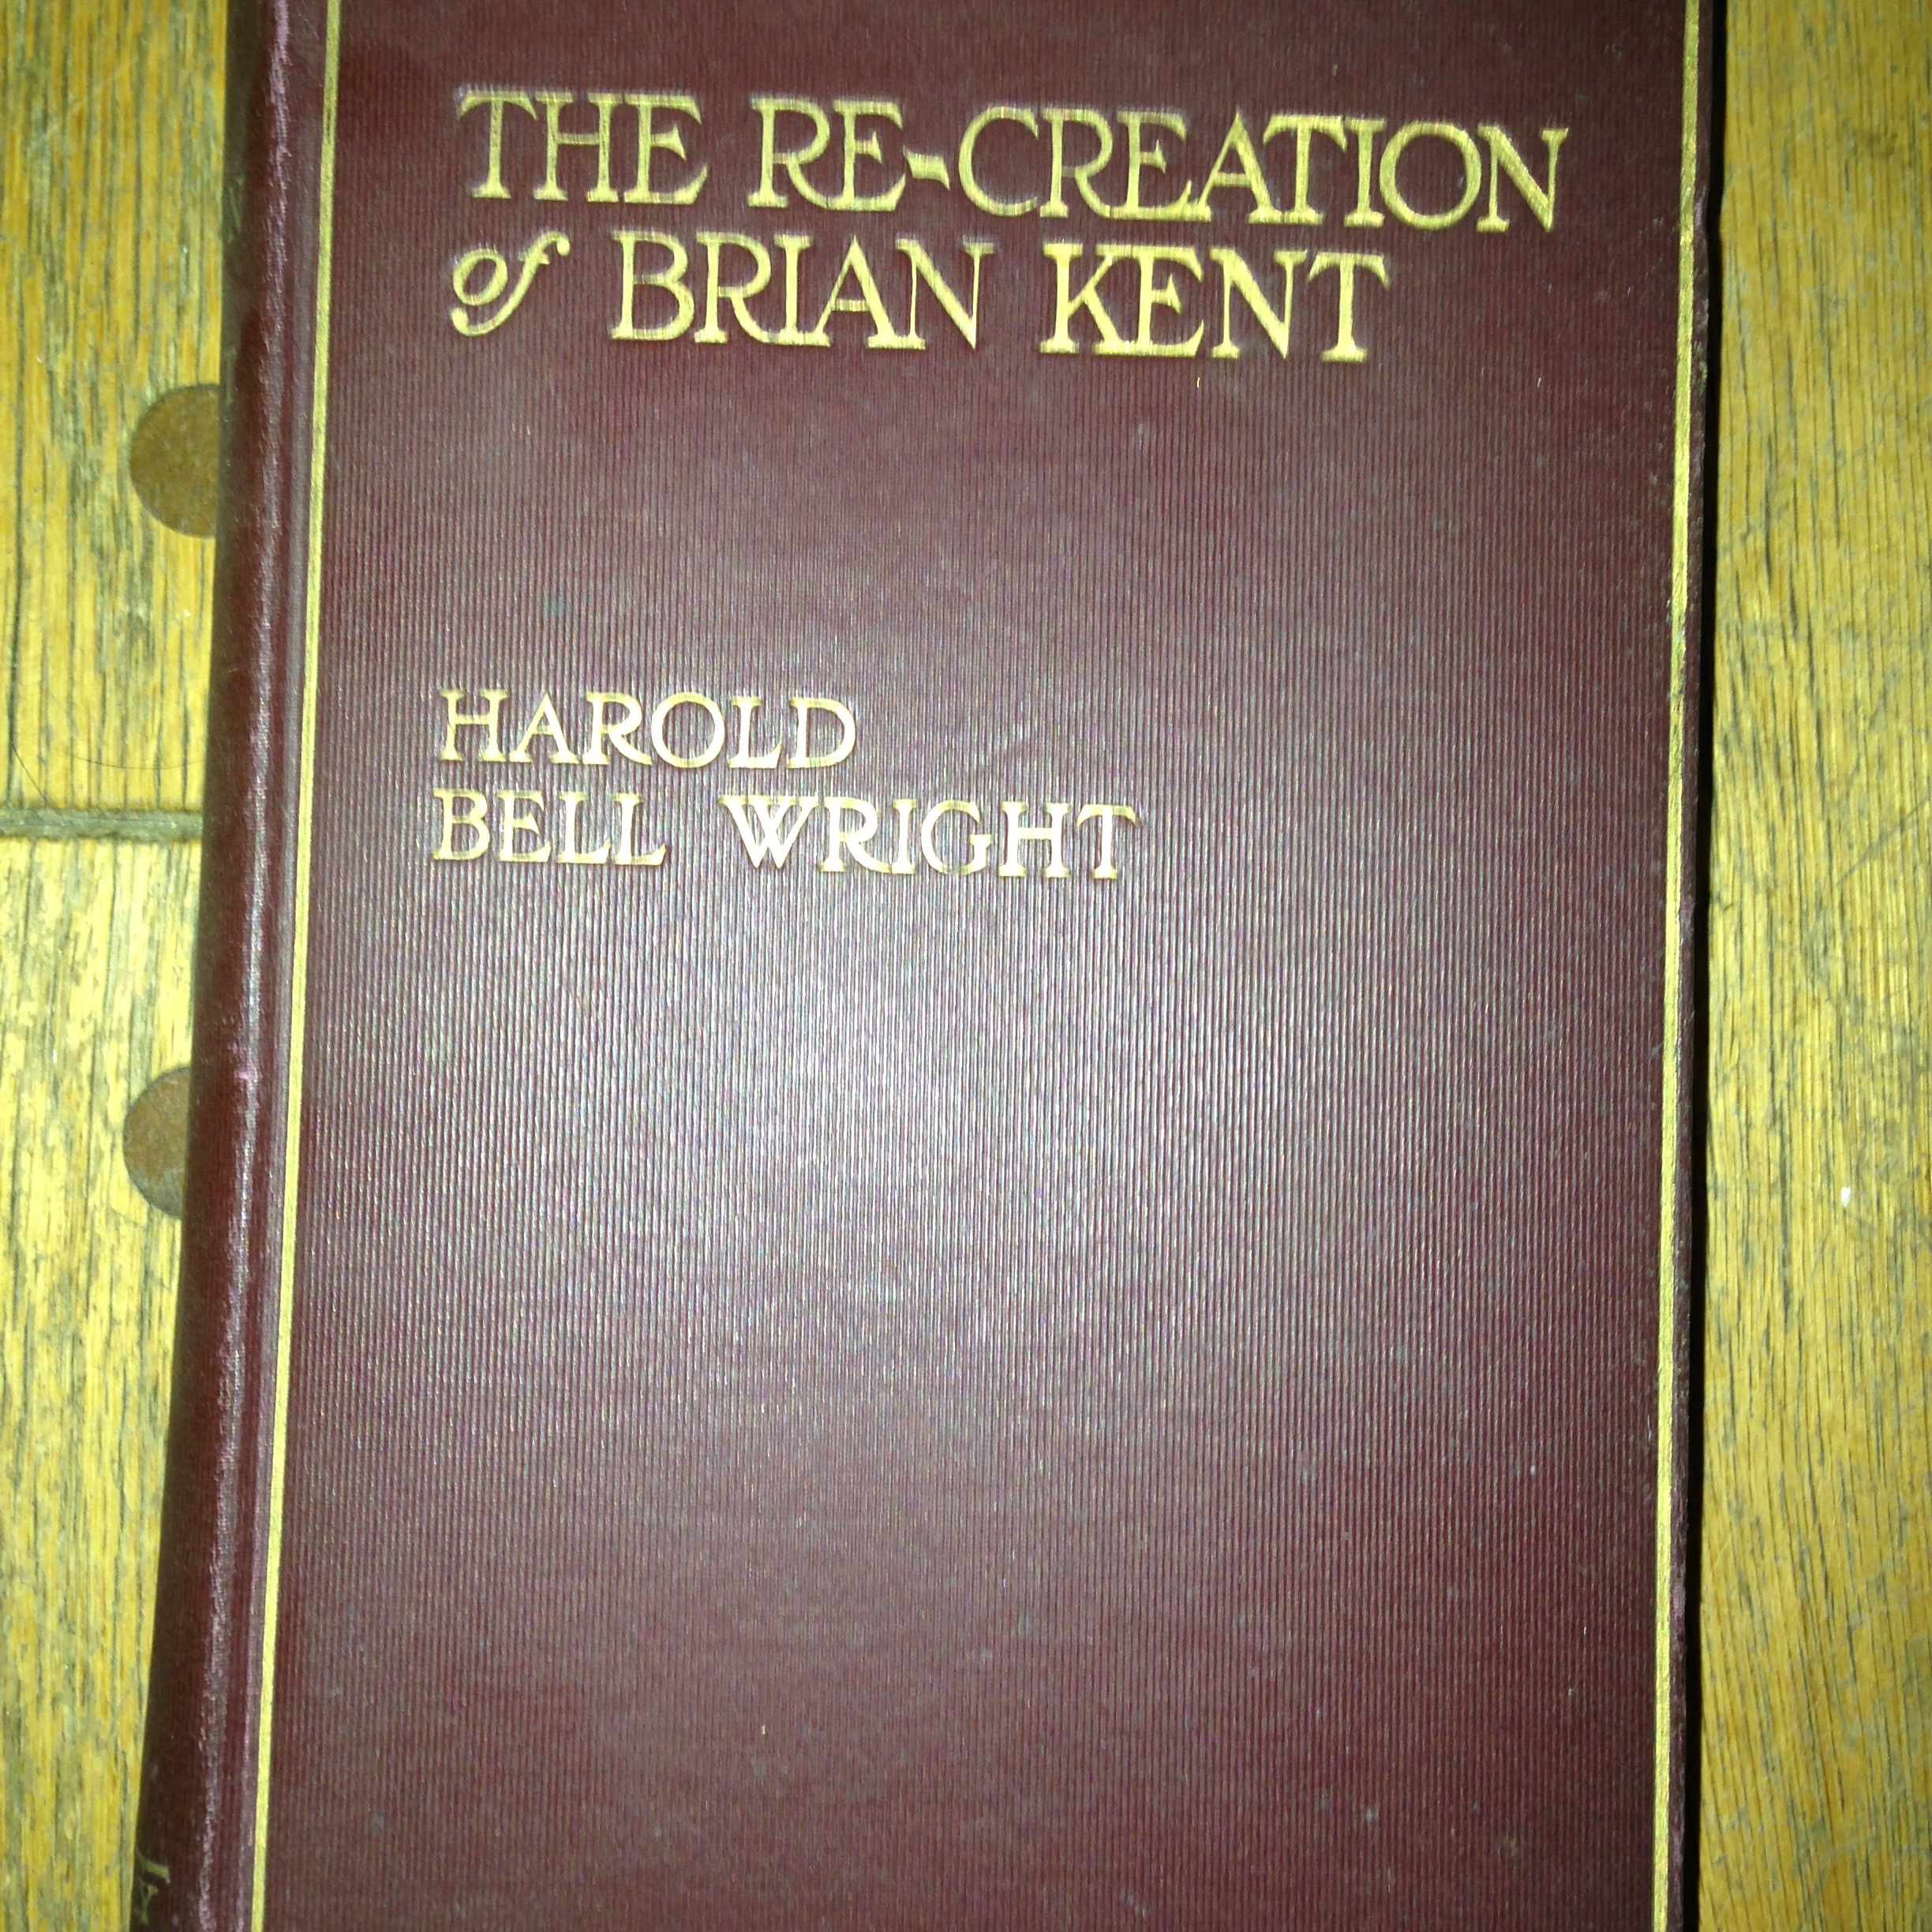 THE RE-CREATION
of BRIAN KENT
HAROLD
BELL WRIGHT